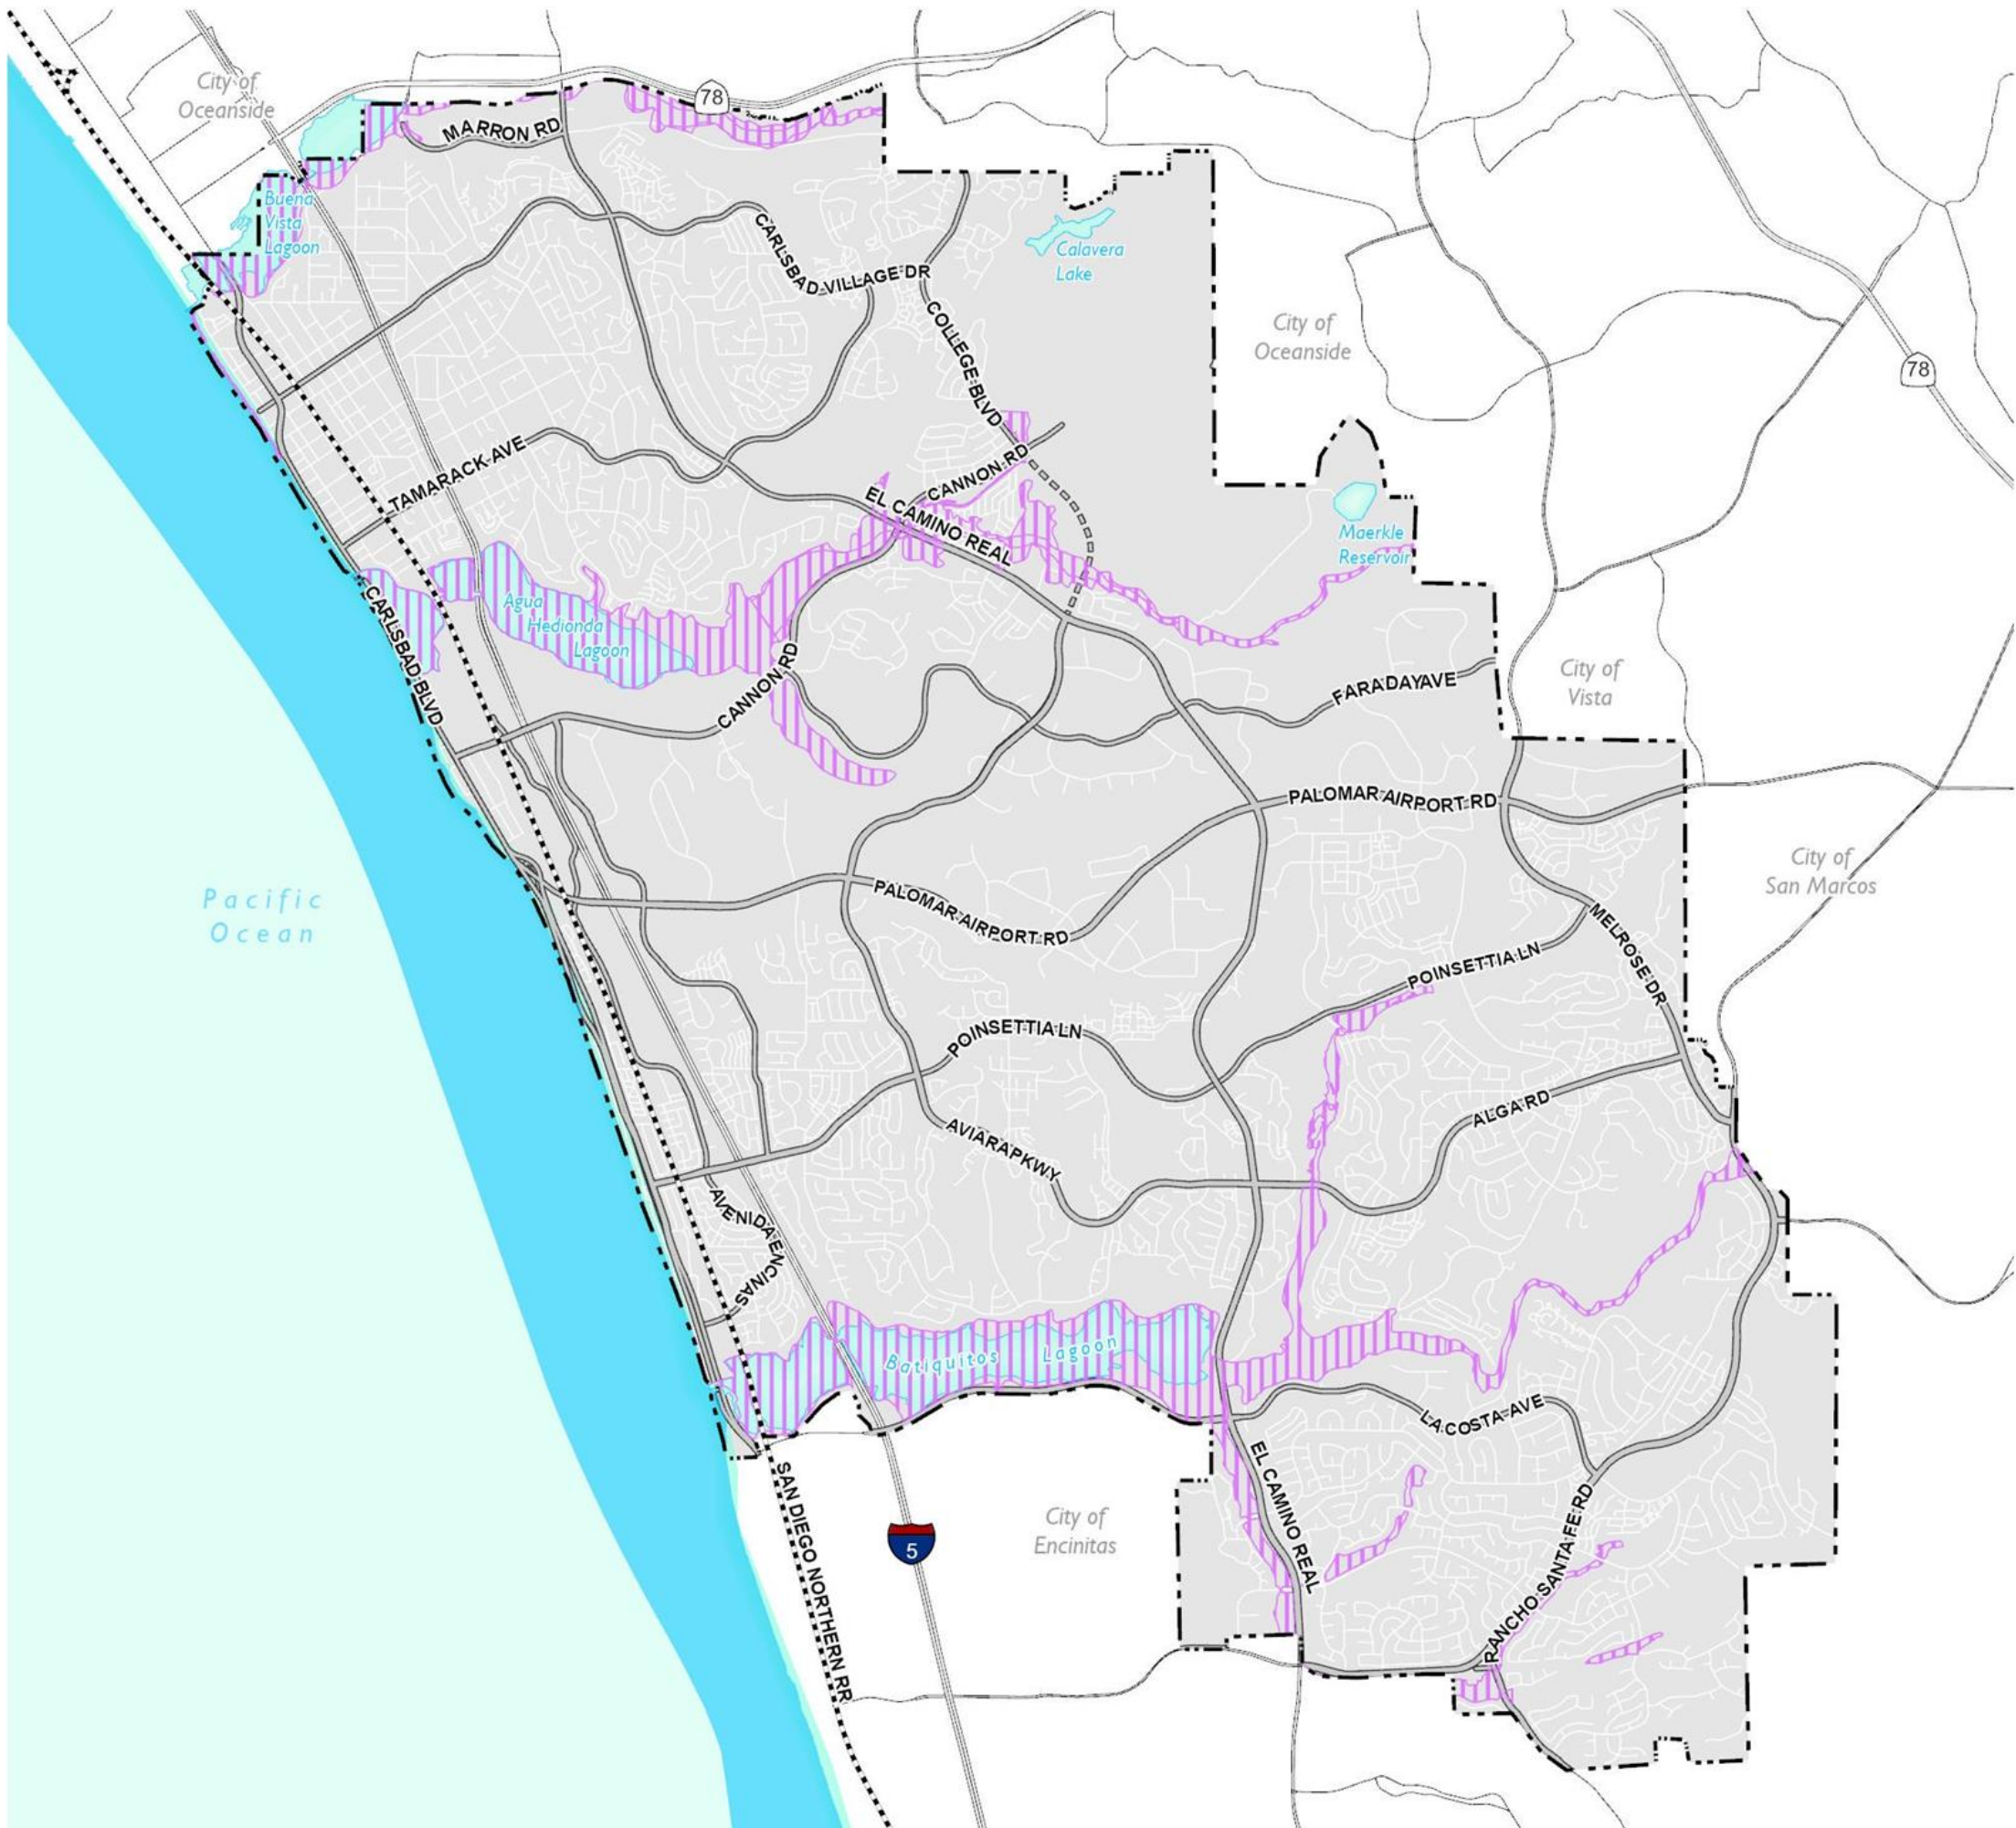 City of
Oceanside
78
MARRON RD
Buena
Vista
Lagoon
CARLSBAD VILLAGE DR
Calavera
Lake
City of
Oceanside
COLLEGE BLVD
78
TAMARACK AVE
CANNON RD
EL CAMINO REAL
Maerkle
Reservoir
Agua
Hedionda
Lagoon
CARLSBAD BLVD
CANNON RD
FARADAY AVE
City of
Vista
PALOMAR AIRPORT RD
City of
San Marcos
Pacific
Ocean
PALOMAR AIRPORT RD
MELROSE DR
POINSETTIA LN
POINSETTIA LN
ALGA RD
AVIARA PKWY
AVENIDA ENCINAS
Batiquitos Lagoon
LA COSTA AVE
EL CAMINO REAL
SAN DIEGO NORTHERN RR
City of
Encinitas
5
RANCHO SANTA FE RD